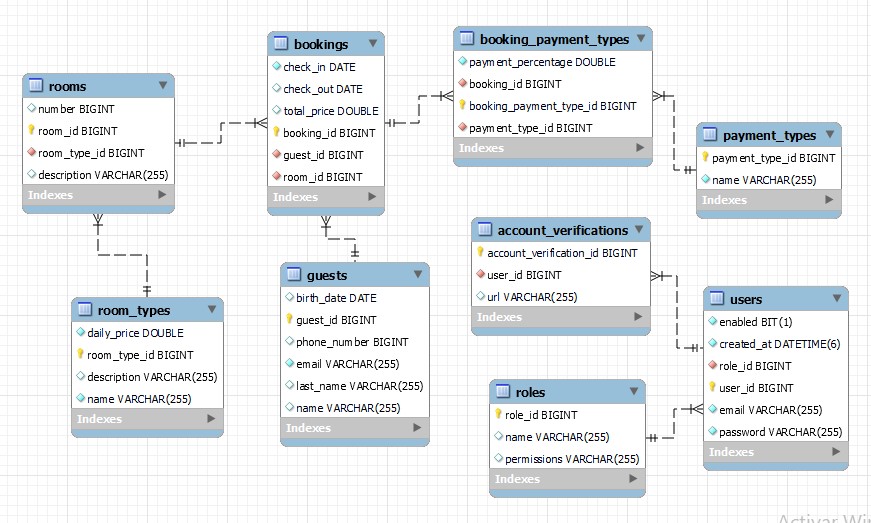 rooms
number BIGINT
room_id BIGINT
room_type_id BIGINT
description VARCHAR(255)
Indexes
bookings
check_in DATE
check_out DATE
total_price DOUBLE
booking_id BIGINT
guest_id BIGINT
room_id BIGINT
Indexes
booking_payment_types
payment_percentage DOUBLE
booking_id BIGINT
booking_payment_type_id BIGINT
payment_type_id BIGINT
Indexes
payment_types
payment_type_id BIGINT
name VARCHAR(255)
Indexes
room_types
daily_price DOUBLE
room_type_id BIGINT
description VARCHAR(255)
name VARCHAR(255)
Indexes
guests
birth_date DATE
guest_id BIGINT
phone_number BIGINT
email VARCHAR(255)
last_name VARCHAR(255)
name VARCHAR(255)
Indexes
account_verifications
account_verification_id BIGINT
user_id BIGINT
url VARCHAR(255)
Indexes
roles
role_id BIGINT
name VARCHAR(255)
permissions VARCHAR(255)
Indexes
users
enabled BIT(1)
created_at DATETIME(6)
role_id BIGINT
user_id BIGINT
email VARCHAR(255)
password VARCHAR(255)
Indexes
Activar